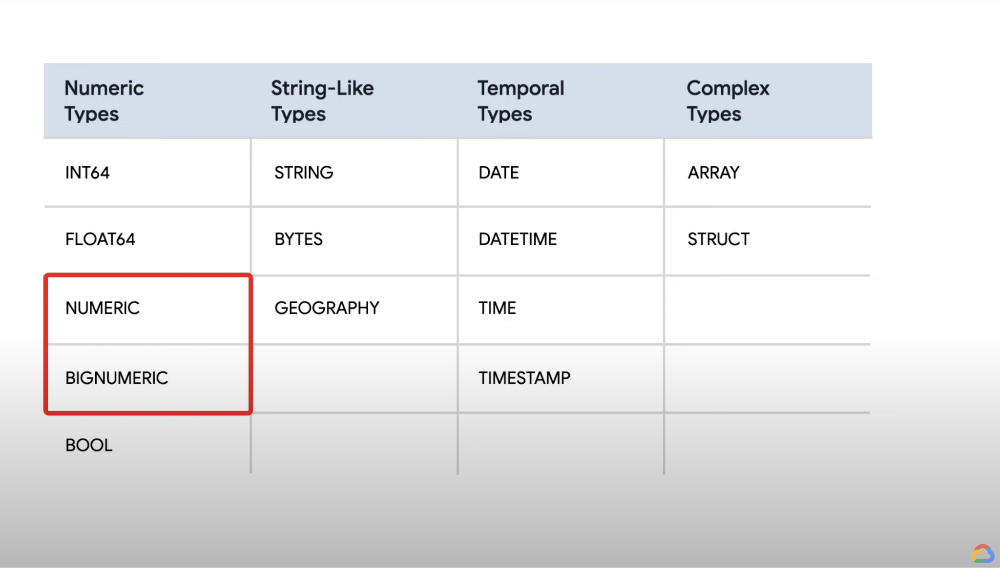 Numeric Types
String-Like Types
Temporal Types
Complex Types
INT64
STRING
DATE
ARRAY
FLOAT64
BYTES
DATETIME
STRUCT
NUMERIC
GEOGRAPHY
TIME
BIGNUMERIC
TIMESTAMP
BOOL